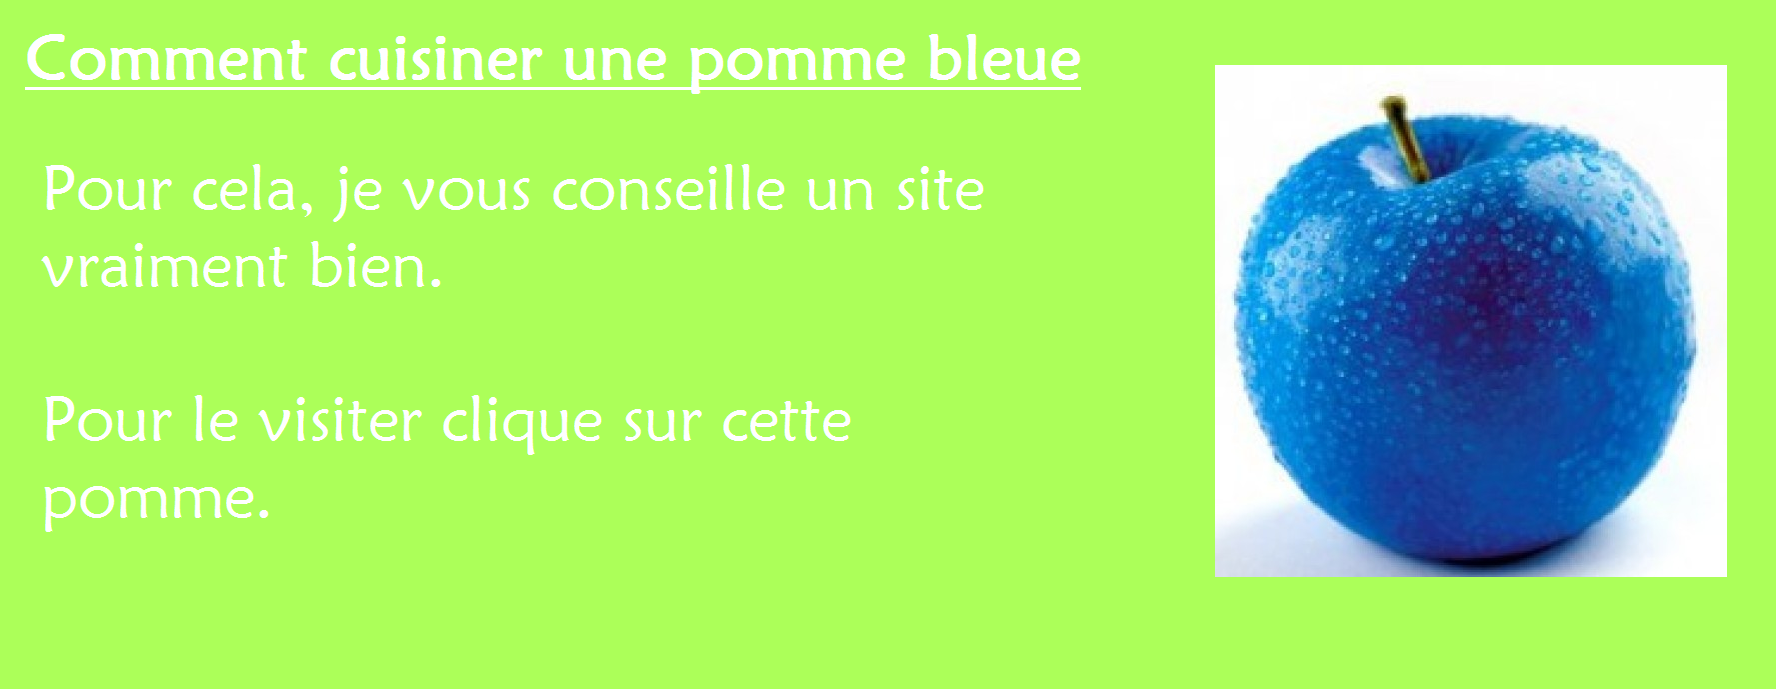 Comment cuisiner une pomme bleue
Pour cela, je vous conseille un site
vraiment bien.
Pour le visiter clique sur cette
pomme.